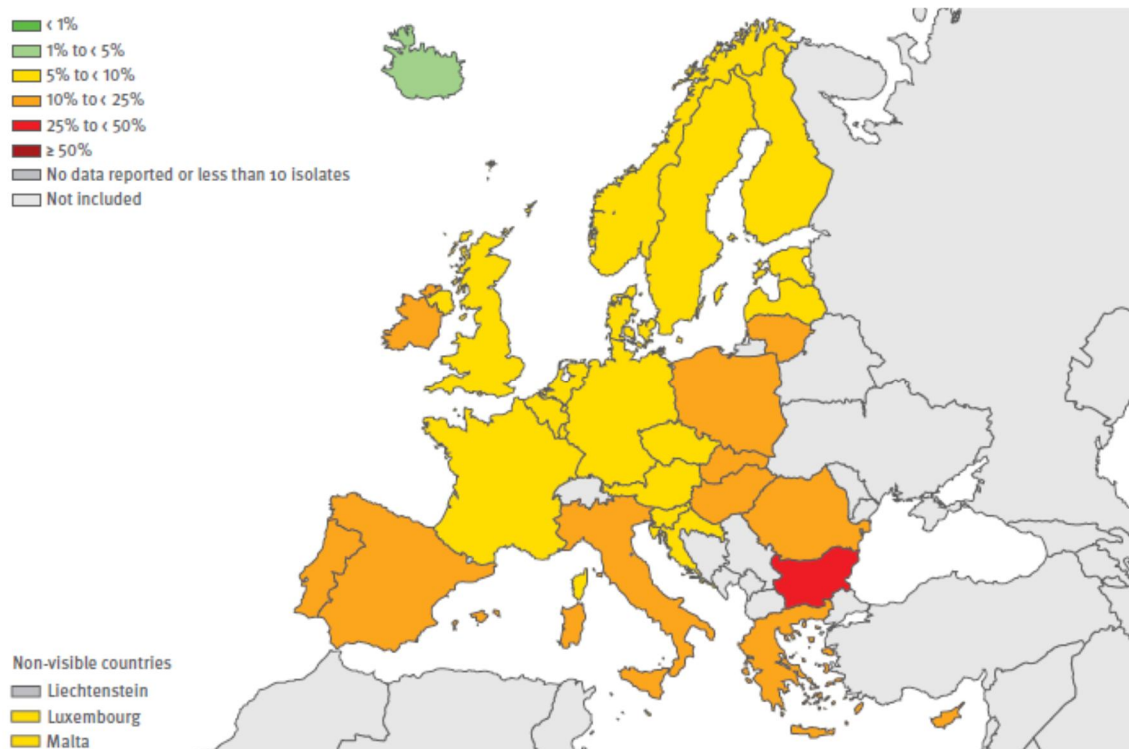 < 1%
1% to < 5%
5% to < 10%
10% to < 25%
25% to < 50%
≥ 50%
No data reported or less than 10 isolates
Not included
Non-visible countries
Liechtenstein
Luxembourg
Malta